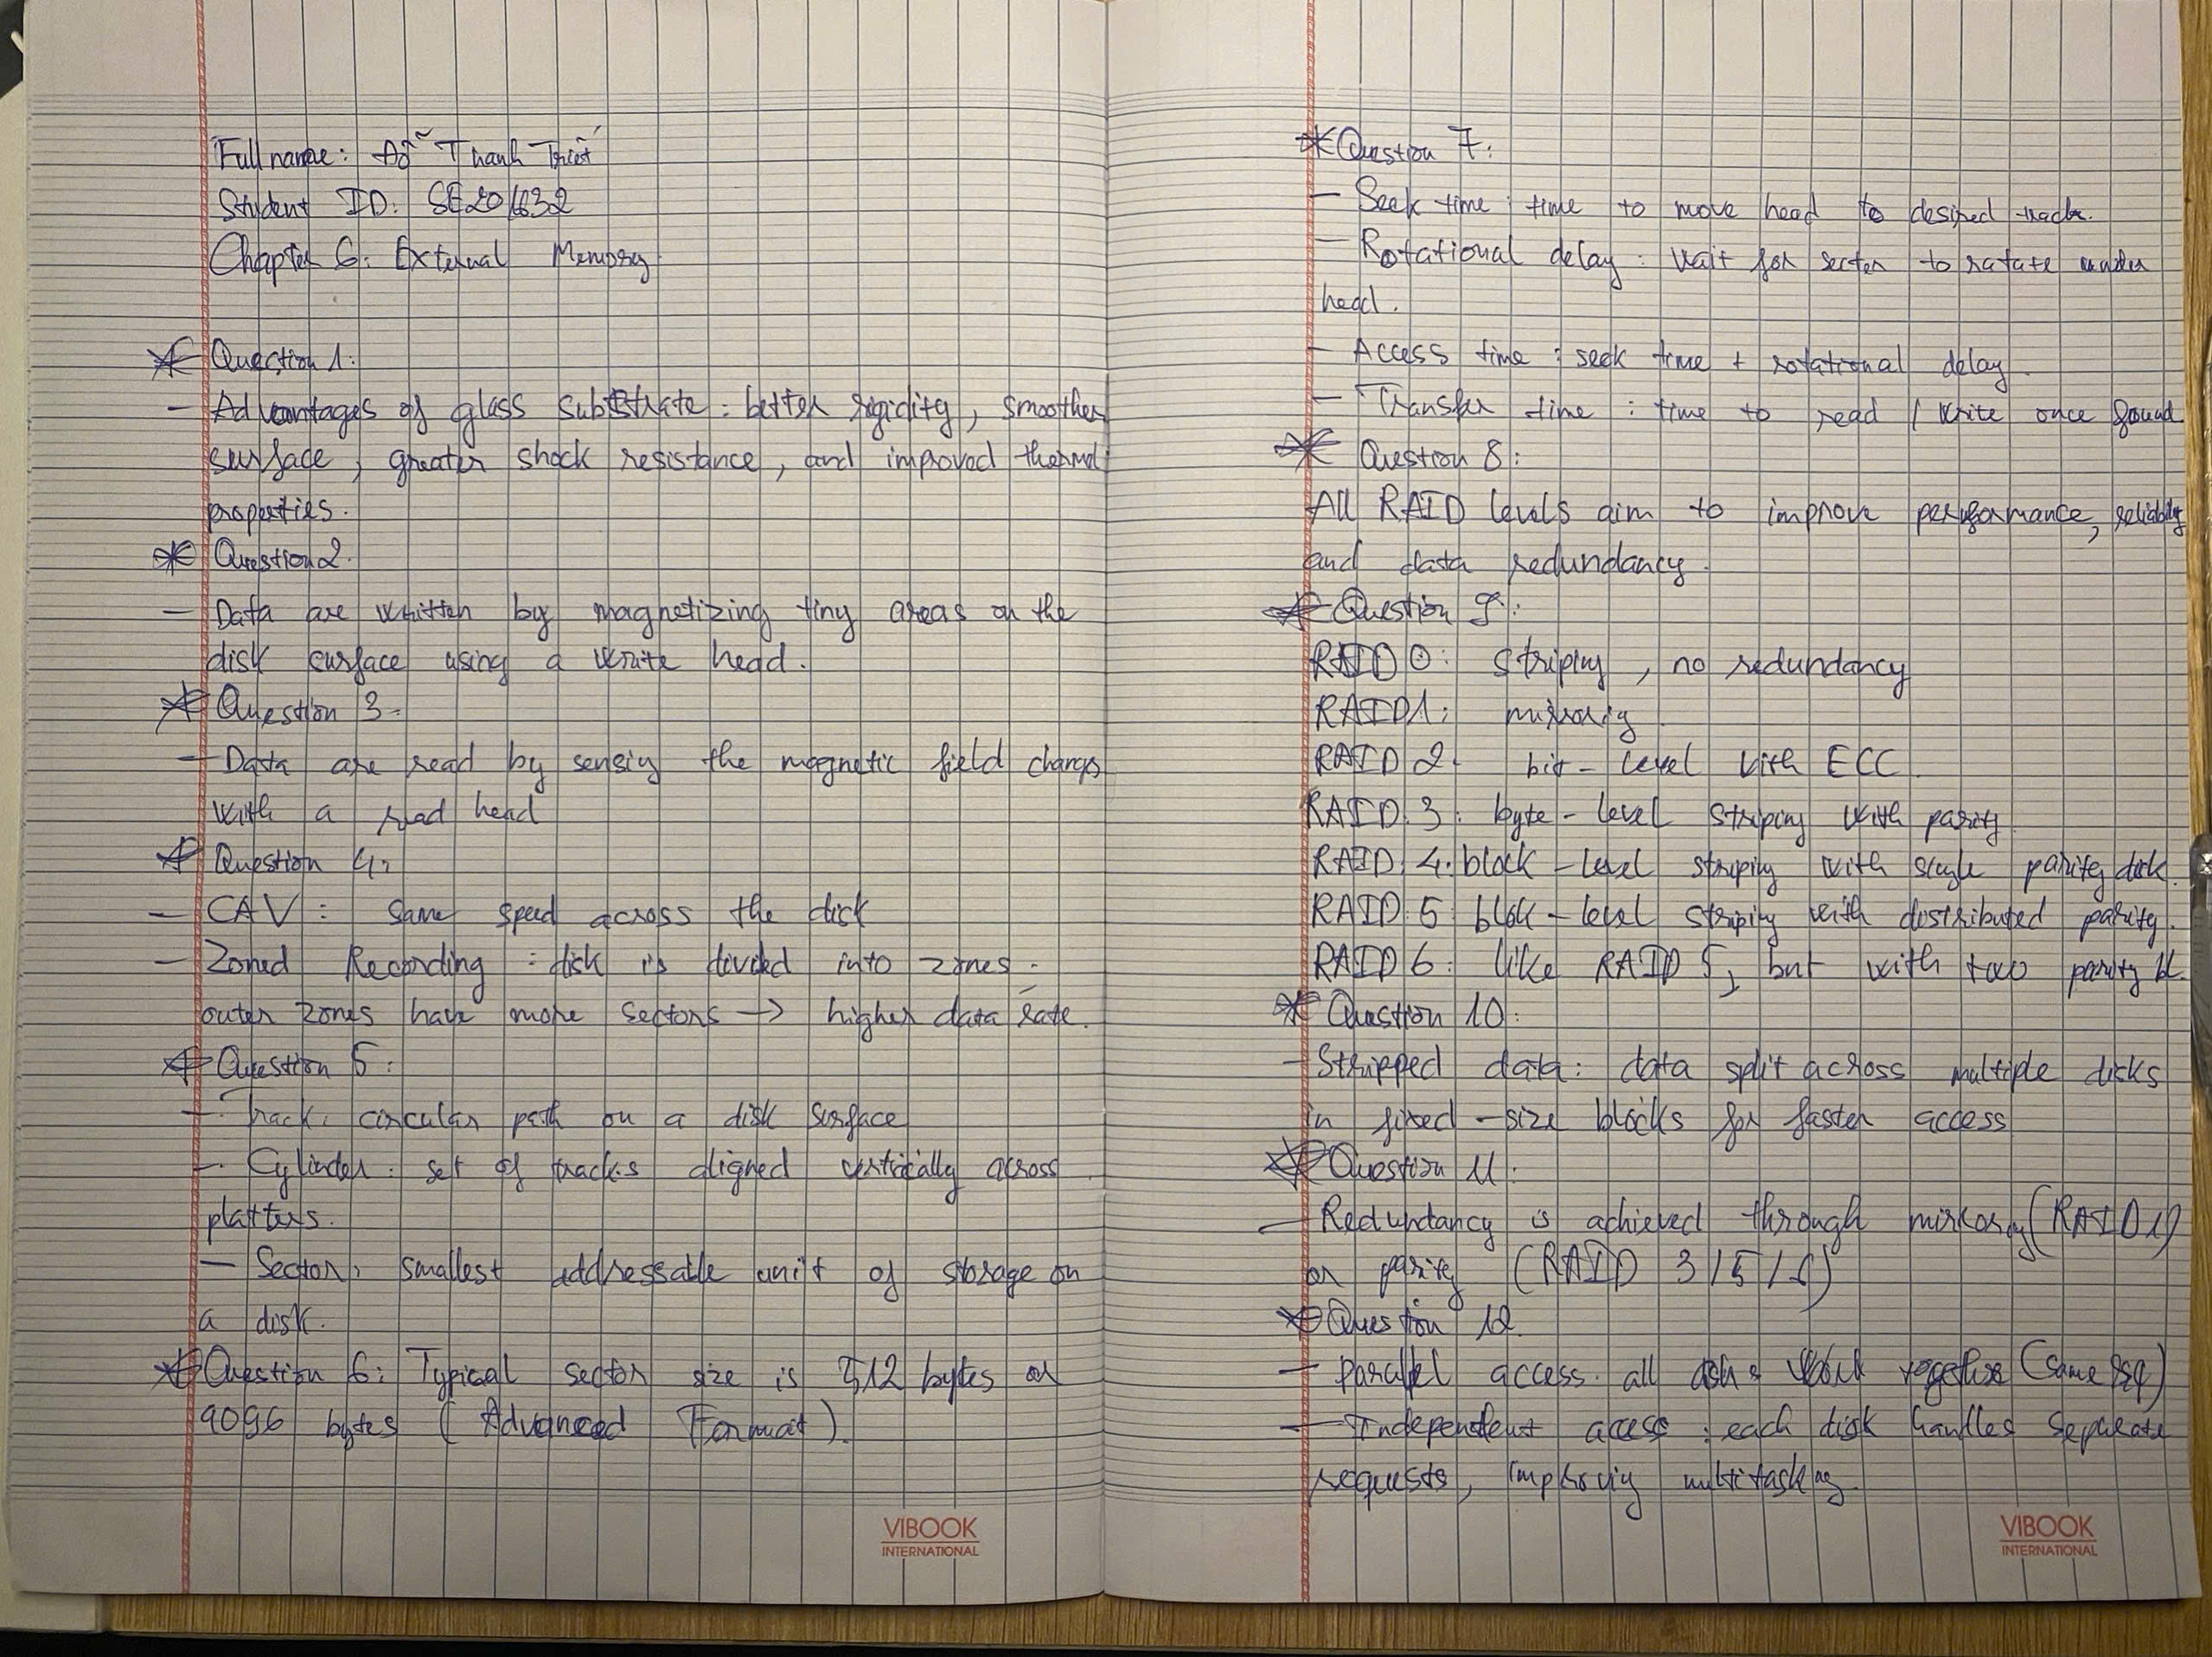 Full name: Đỗ Thanh Triết
Student ID: SE201632
Chapter 6: External Memory
* Question 1:
- Advantages of glass substrate: better rigidity, smoother
surface, greater shock resistance, and improved thermal
properties.
* Question 2.
- Data are written by magnetizing tiny areas on the
disk surface using a write head.
* Question 3.
- Data are read by sensing the magnetic field changes
with a read head
* Question 4:
- CAV: same speed across the disk
- Zoned Recording: disk is divided into zones.
outer zones have more sectors -> higher data rate.
* Question 5:
- Track: circular path on a disk surface
- Cylinder: set of tracks aligned vertically across
platters.
- Sector: smallest addressable unit of storage on
a disk.
* Question 6: Typical sector size is 512 bytes or
4096 bytes (Advanced Format).
VIBOOK
INTERNATIONAL
* Question 7:
- Seek time: time to move head to desired track.
- Rotational delay: wait for sector to rotate under
head.
- Access time: seek time + rotational delay
- Transfer time: time to read / write once found
* Question 8:
All RAID levels aim to improve performance, reliability
and data redundancy.
* Question 9:
RAID 0: striping, no redundancy
RAID 1: mirroring
RAID 2: bit-level with ECC
RAID 3: byte-level striping with parity
RAID 4: block-level striping with single parity disk.
RAID 5: block-level striping with distributed parity.
RAID 6: like RAID 5, but with two parity
* Question 10:
- Stripped data: data split across multiple disks
in fixed-size blocks for faster access
* Question 11:
- Redundancy is achieved through mirroring (RAID 1)
or parity (RAID 3/5/6)
* Question 12.
- parallel access: all disks work together (same)
- Independent access: each disk handles separate
requests, improving multitasking.
VIBOOK
INTERNATIONAL